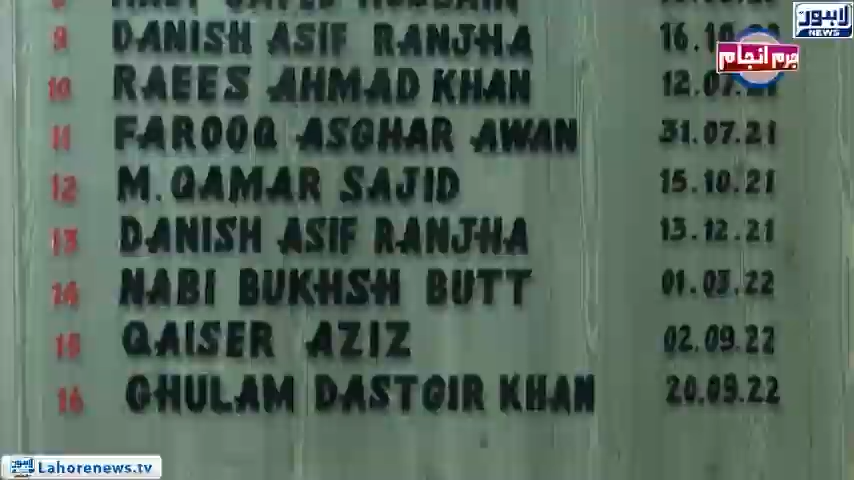 لاہور
NEWS
جرم انجام
9 DANISH ASIF RANJHA 16.10
10 RAEES AHMAD KHAN 12.07.21
11 FAROOQ ASGHAR AWAN 31.07.21
12 M. QAMAR SAJID 15.10.21
13 DANISH ASIF RANJHA 13.12.21
14 NABI BUKHSH BUTT 01.03.22
15 QAISER AZIZ 02.09.22
16 GHULAM DASTGIR KHAN 20.09.22
لاہور Lahorenews.tv